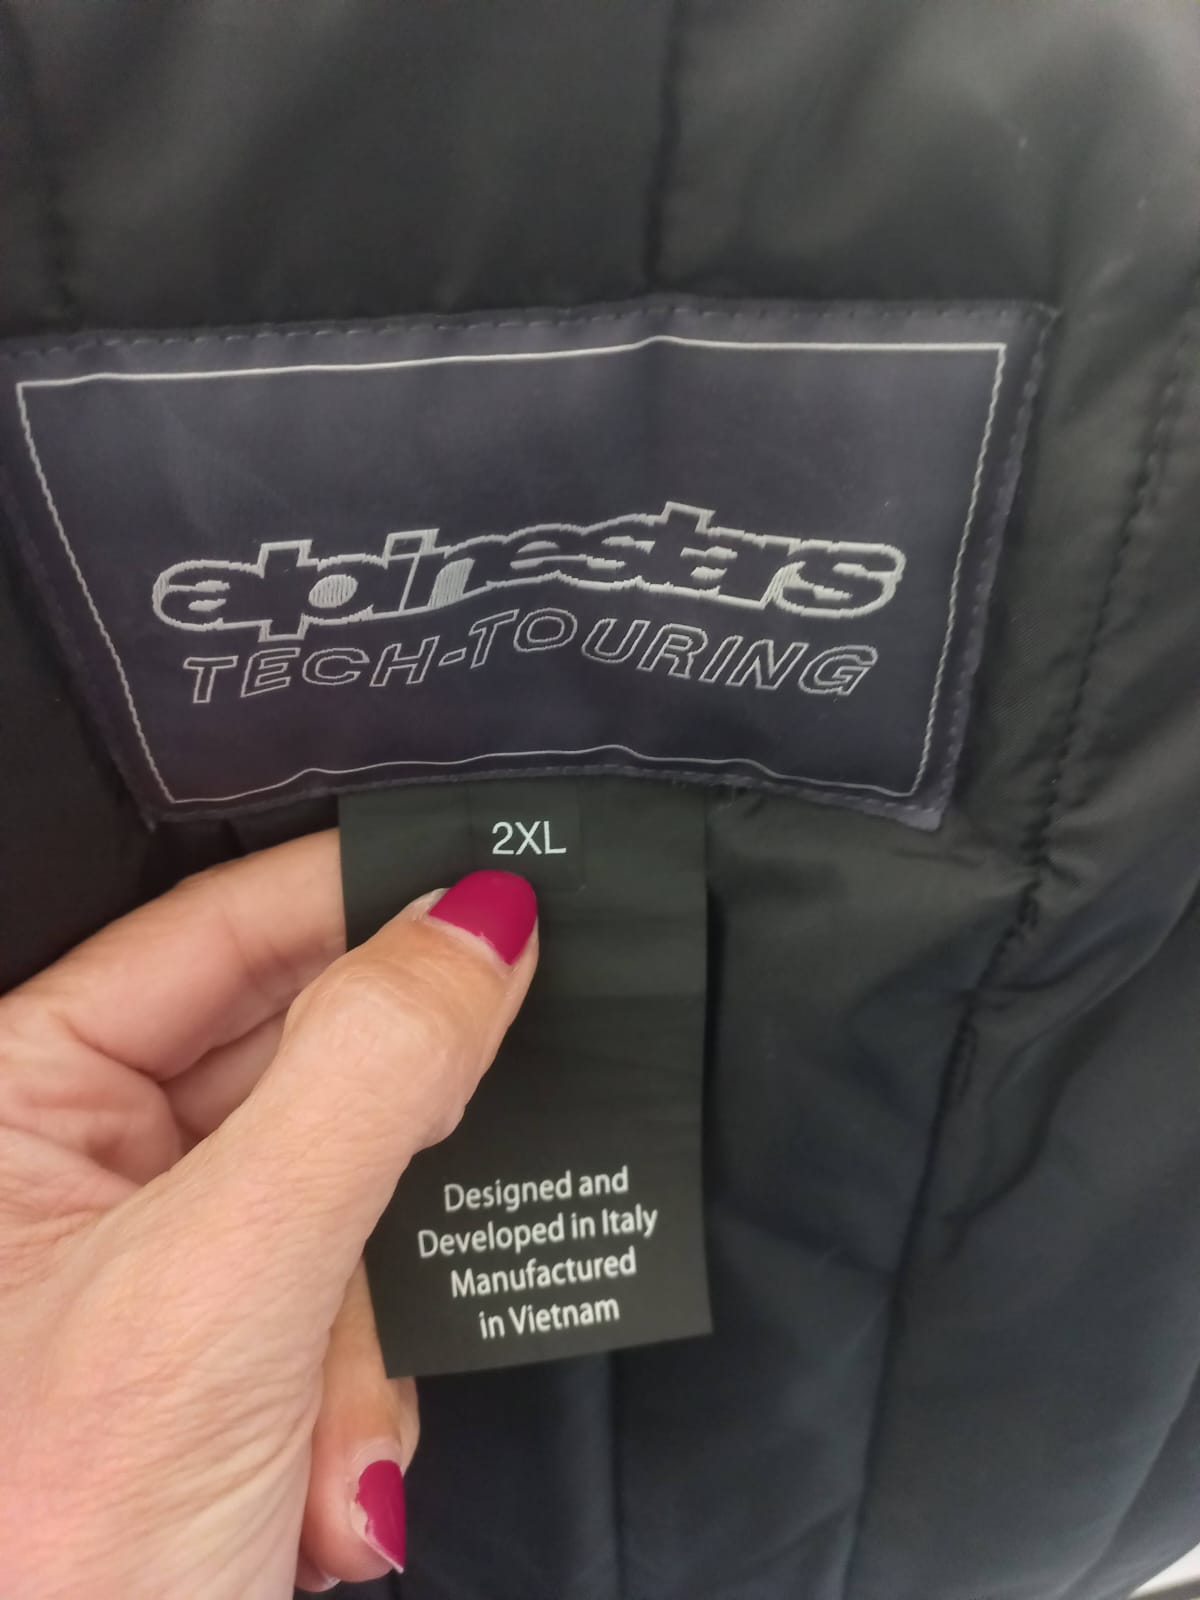 alpinestars
TECH-TOURING
2XL
Designed and
Developed in Italy
Manufactured
in Vietnam